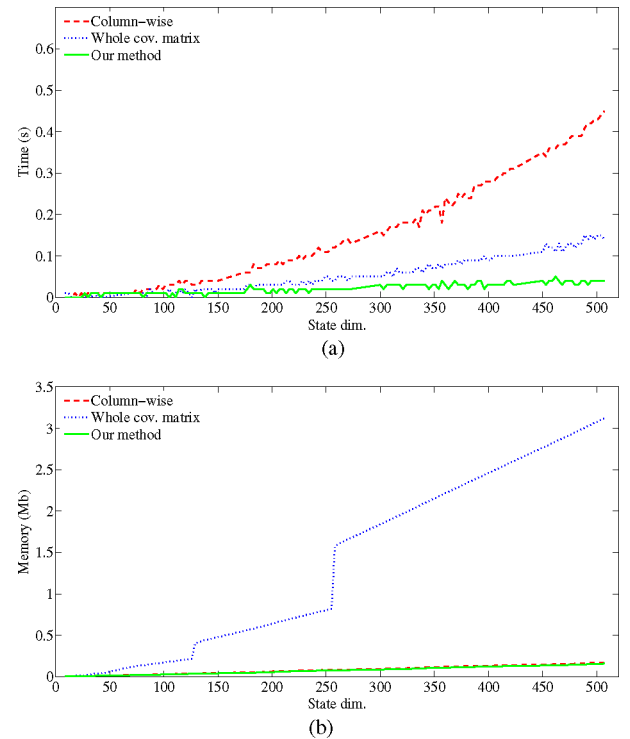 Column-wise
Whole cov. matrix
Our method
0.6
0.5
0.4
0.3
0.2
0.1
0
Time (s)
0 50 100 150 200 250 300 350 400 450 500
State dim.
(a)
3.5
Column-wise
Whole cov. matrix
Our method
3
2.5
2
1.5
1
0.5
0
Memory (Mb)
0 50 100 150 200 250 300 350 400 450 500
State dim.
(b)